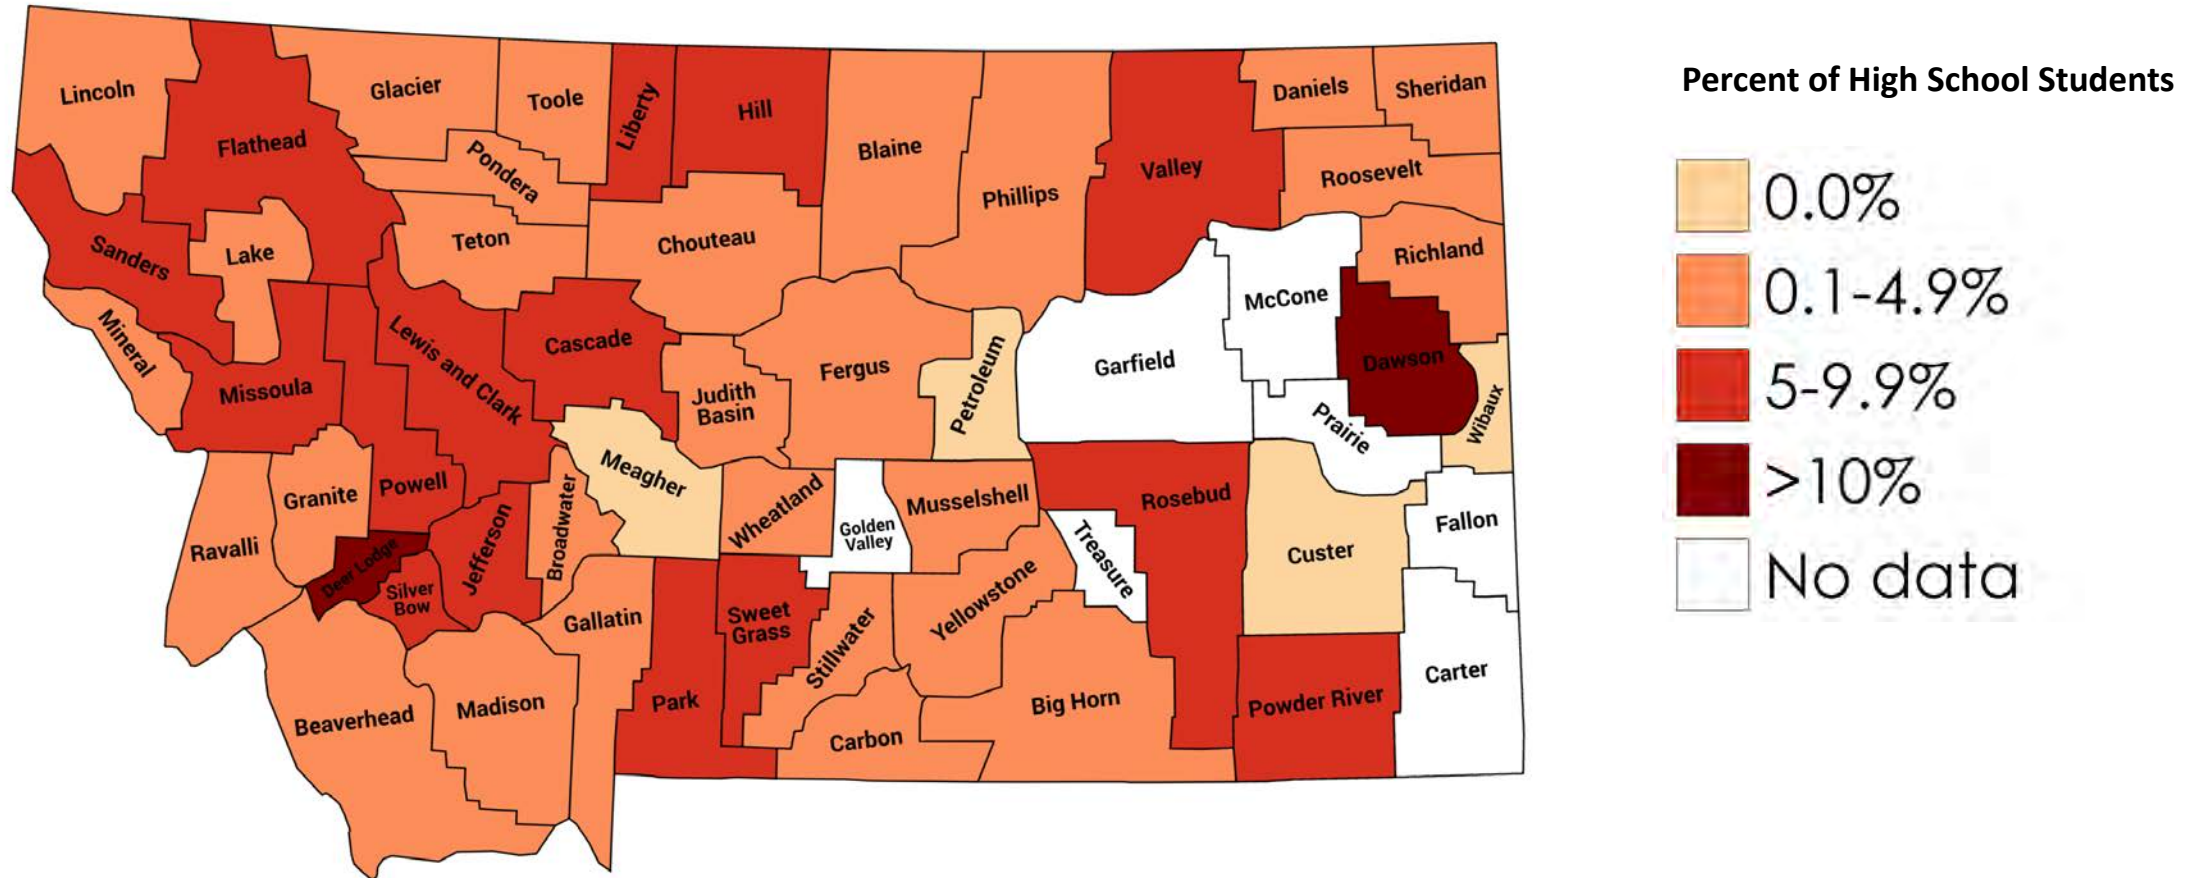 Percent of High School Students
0.0%
0.1-4.9%
5-9.9%
>10%
No data
Lincoln
Flathead
Glacier
Toole
Liberty
Hill
Blaine
Phillips
Valley
Daniels
Sheridan
Pondera
Roosevelt
Sanders
Lake
Teton
Chouteau
Richland
McCone
Mineral
Missoula
Lewis and Clark
Cascade
Judith
Basin
Fergus
Petroleum
Garfield
Dawson
Prairie
Wibaux
Granite
Powell
Meagher
Broadwater
Wheatland
Golden
Valley
Musselshell
Rosebud
Treasure
Custer
Fallon
Ravalli
Deer Lodge
Silver
Bow
Jefferson
Gallatin
Sweet
Grass
Stillwater
Yellowstone
Beaverhead
Madison
Park
Carbon
Big Horn
Powder River
Carter